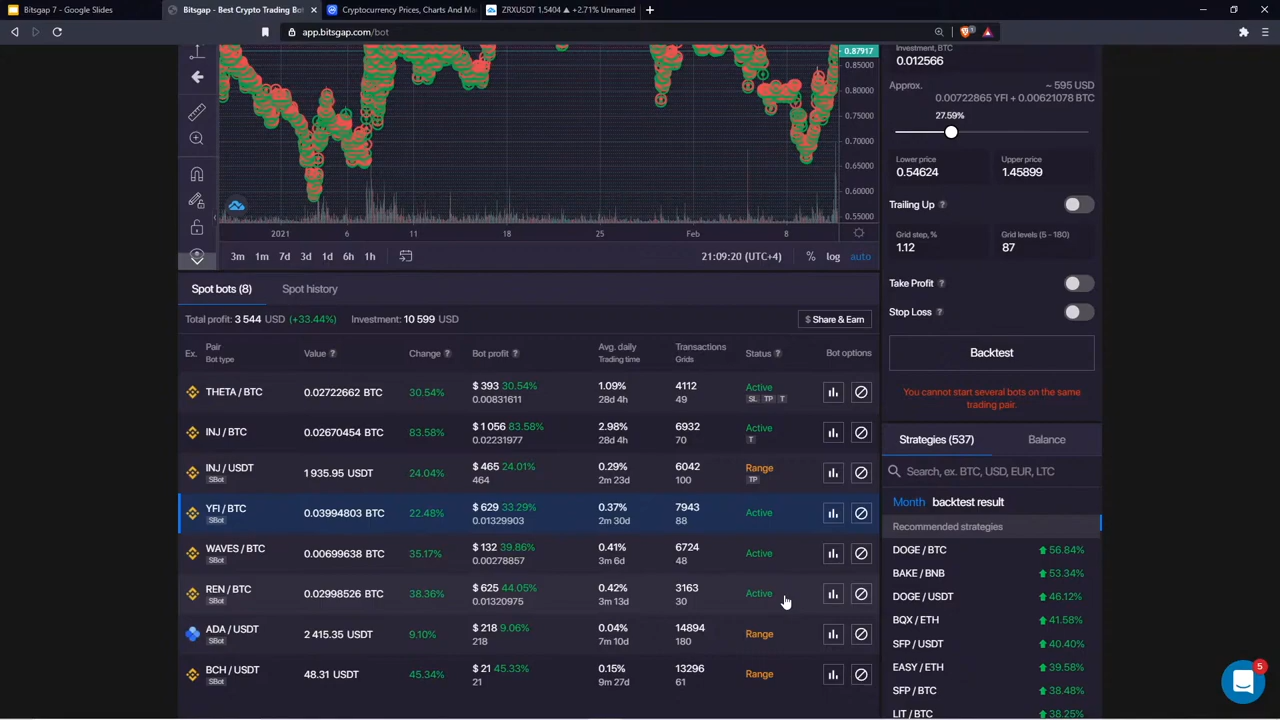 Bitsgap 7 - Google Slides
Bitsgap - Best Crypto Trading Bo
Cryptocurrency Prices, Charts And Ma
ZRXUSDT 1.5404 ▲ +2.71% Unnamed
app.bitsgap.com/bot
0.87917
0.85000
0.80000
0.75000
0.70000
0.65000
0.60000
0.55000
2021 6 11 18 25 Feb 8
3m 1m 7d 3d 1d 6h 1h
21:09:20 (UTC+4) % log auto
Investment, BTC
0.012566
Approx. ~ 595 USD
0.00722865 YFI + 0.00621078 BTC
27.59%
Lower price Upper price
0.54624 1.45899
Trailing Up ?
Grid step, % Grid levels (5 - 180)
1.12 87
Take Profit ?
Stop Loss ?
Backtest
You cannot start several bots on the same
trading pair.
Spot bots (8) Spot history
Total profit: 3 544 USD (+33.44%) Investment: 10 599 USD $ Share & Earn
Ex. Pair Value ? Change ? Bot profit ? Avg. daily Transactions Status ? Bot options
Bot type Trading time Grids
THETA / BTC 0.02722662 BTC 30.54% $ 393 30.54% 1.09% 4112 Active
0.00831611 28d 4h 49 SL TP T
INJ / BTC 0.02670454 BTC 83.58% $ 1 056 83.58% 2.98% 6932 Active
0.02231977 28d 4h 70 T
INJ / USDT 1 935.95 USDT 24.04% $ 465 24.01% 0.29% 6042 Range
SBot 464 2m 23d 100 TP
YFI / BTC 0.03994803 BTC 22.48% $ 629 33.29% 0.37% 7943 Active
SBot 0.01329903 2m 30d 88
WAVES / BTC 0.00699638 BTC 35.17% $ 132 39.86% 0.41% 6724 Active
SBot 0.00278857 3m 6d 48
REN / BTC 0.02998526 BTC 38.36% $ 625 44.05% 0.42% 3163 Active
SBot 0.01320975 3m 13d 30
ADA / USDT 2 415.35 USDT 9.10% $ 218 9.06% 0.04% 14894 Range
SBot 218 7m 10d 180
BCH / USDT 48.31 USDT 45.34% $ 21 45.33% 0.15% 13296 Range
SBot 21 9m 27d 61
Strategies (537) Balance
Search, ex. BTC, USD, EUR, LTC
Month backtest result
Recommended strategies
DOGE / BTC 56.84%
BAKE / BNB 53.34%
DOGE / USDT 46.12%
BQX / ETH 41.58%
SFP / USDT 40.40%
EASY / ETH 39.58%
SFP / BTC 38.48%
LIT / BTC 38.25%
5